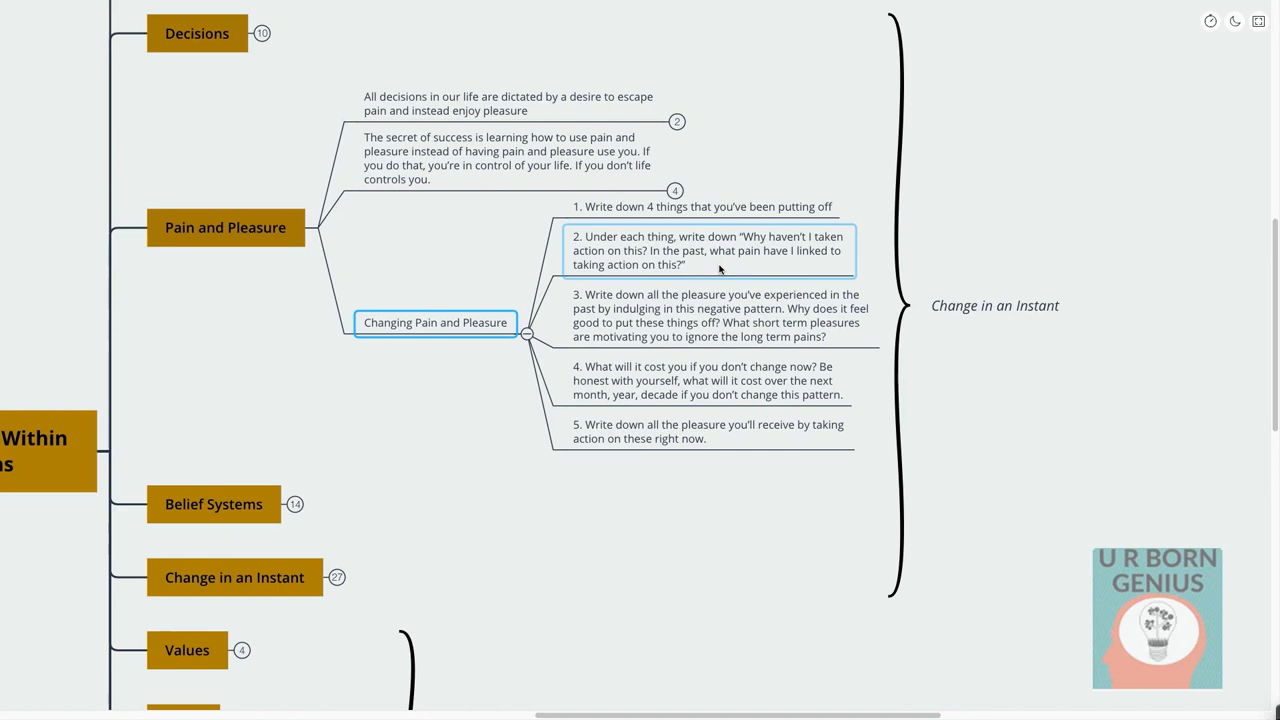 Decisions
10
All decisions in our life are dictated by a desire to escape
pain and instead enjoy pleasure
2
The secret of success is learning how to use pain and
pleasure instead of having pain and pleasure use you. If
you do that, you’re in control of your life. If you don’t life
controls you.
4
Pain and Pleasure
1. Write down 4 things that you’ve been putting off
2. Under each thing, write down “Why haven’t I taken
action on this? In the past, what pain have I linked to
taking action on this?”
3. Write down all the pleasure you’ve experienced in the
past by indulging in this negative pattern. Why does it feel
good to put these things off? What short term pleasures
are motivating you to ignore the long term pains?
Changing Pain and Pleasure
4. What will it cost you if you don’t change now? Be
honest with yourself, what will it cost over the next
month, year, decade if you don’t change this pattern.
5. Write down all the pleasure you’ll receive by taking
action on these right now.
Change in an Instant
Within
Belief Systems
14
Change in an Instant
27
Values
4
U R BORN
GENIUS